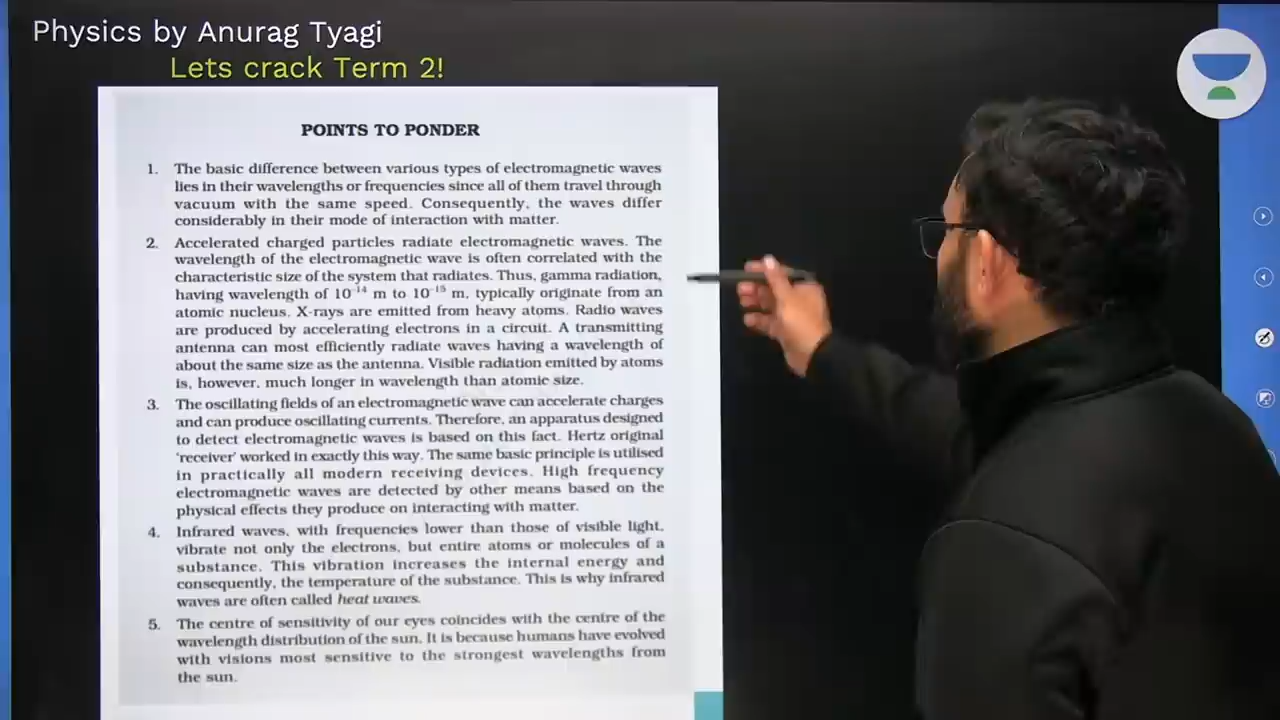 Physics by Anurag Tyagi
Lets crack Term 2!
POINTS TO PONDER
1. The basic difference between various types of electromagnetic waves
lies in their wavelengths or frequencies since all of them travel through
vacuum with the same speed. Consequently, the waves differ
considerably in their mode of interaction with matter.
2. Accelerated charged particles radiate electromagnetic waves. The
wavelength of the electromagnetic wave is often correlated with the
characteristic size of the system that radiates. Thus, gamma radiation,
having wavelength of 10⁻¹⁴ m to 10⁻¹⁵ m, typically originate from an
atomic nucleus. X-rays are emitted from heavy atoms. Radio waves
are produced by accelerating electrons in a circuit. A transmitting
antenna can most efficiently radiate waves having a wavelength of
about the same size as the antenna. Visible radiation emitted by atoms
is, however, much longer in wavelength than atomic size.
3. The oscillating fields of an electromagnetic wave can accelerate charges
and can produce oscillating currents. Therefore, an apparatus designed
to detect electromagnetic waves is based on this fact. Hertz original
‘receiver’ worked in exactly this way. The same basic principle is utilised
in practically all modern receiving devices. High frequency
electromagnetic waves are detected by other means based on the
physical effects they produce on interacting with matter.
4. Infrared waves, with frequencies lower than those of visible light,
vibrate not only the electrons, but entire atoms or molecules of a
substance. This vibration increases the internal energy and
consequently, the temperature of the substance. This is why infrared
waves are often called heat waves.
5. The centre of sensitivity of our eyes coincides with the centre of the
wavelength distribution of the sun. It is because humans have evolved
with visions most sensitive to the strongest wavelengths from
the sun.